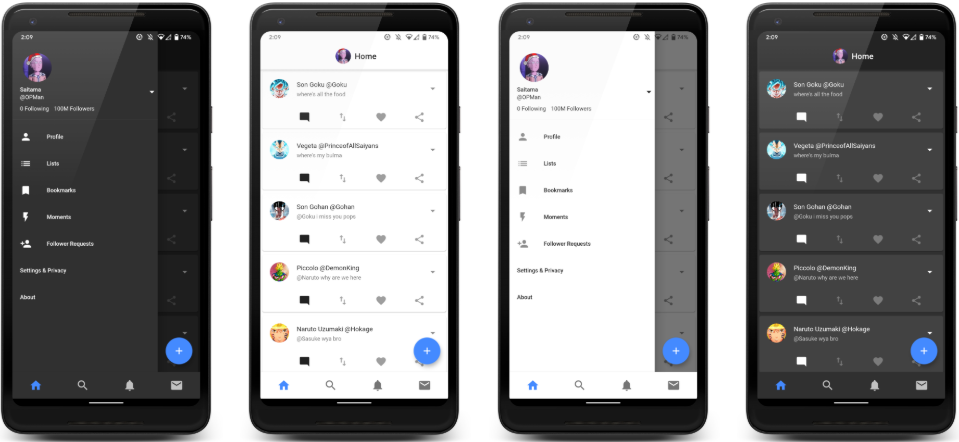 2:09
74%
Saitama
@OPMan
0 Following 100M Followers
Profile
Lists
Bookmarks
Moments
Follower Requests
Settings & Privacy
About
2:09
74%
Home
Son Goku @Goku
where's all the food
Vegeta @PrinceofAllSaiyans
where's my bulma
Son Gohan @Gohan
@Goku i miss you pops
Piccolo @DemonKing
@Naruto why are we here
Naruto Uzumaki @Hokage
@Sasuke wya bro
2:09
74%
Saitama
@OPMan
0 Following 100M Followers
Profile
Lists
Bookmarks
Moments
Follower Requests
Settings & Privacy
About
2:09
74%
Home
Son Goku @Goku
where's all the food
Vegeta @PrinceofAllSaiyans
where's my bulma
Son Gohan @Gohan
@Goku i miss you pops
Piccolo @DemonKing
@Naruto why are we here
Naruto Uzumaki @Hokage
@Sasuke wya bro